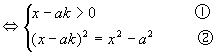 ⇔ { x − ak > 0 ①
(x − ak)² = x² − a² ②